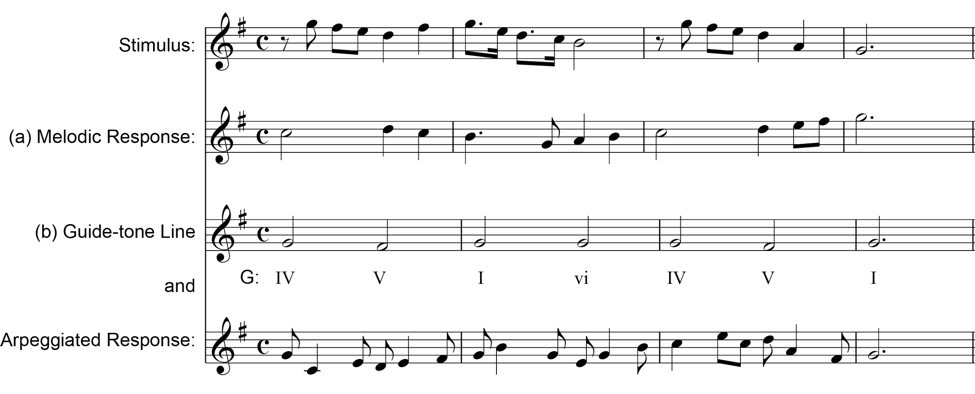 Stimulus:
(a) Melodic Response:
(b) Guide-tone Line
G: IV V I vi IV V I
and
Arpeggiated Response: